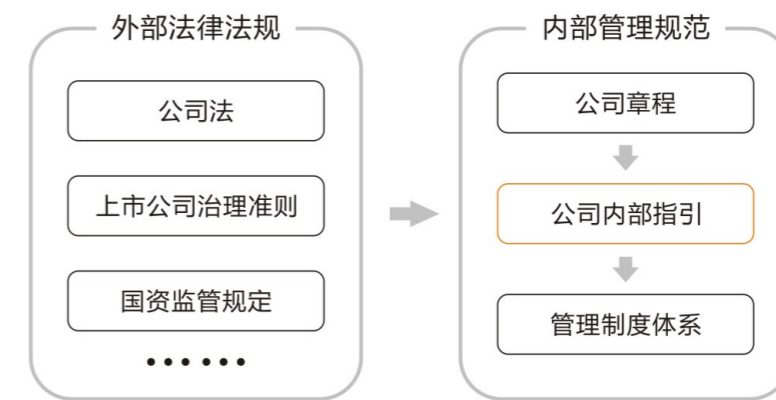 外部法律法规
公司法
上市公司治理准则
国资监管规定
••••••
内部管理规范
公司章程
公司内部指引
管理制度体系